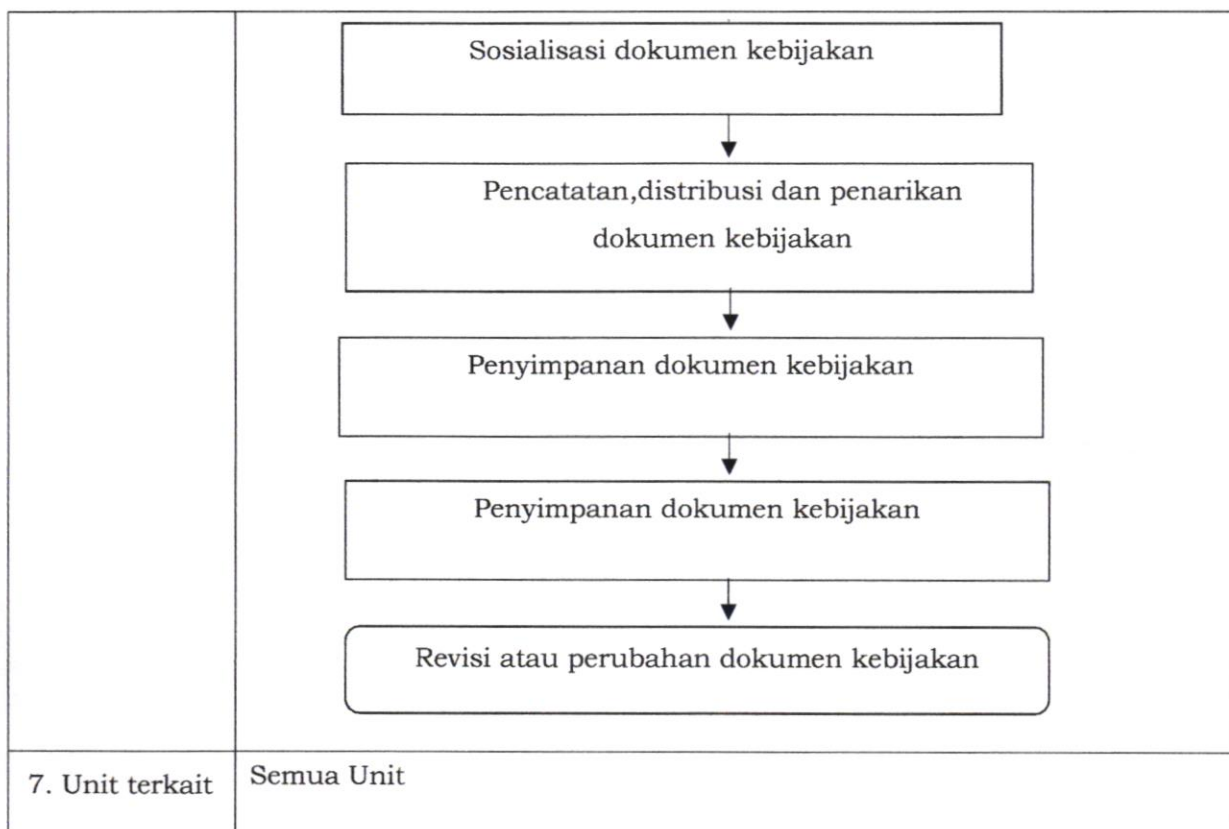 Sosialisasi dokumen kebijakan
Pencatatan,distribusi dan penarikan
dokumen kebijakan
Penyimpanan dokumen kebijakan
Penyimpanan dokumen kebijakan
Revisi atau perubahan dokumen kebijakan
7. Unit terkait
Semua Unit